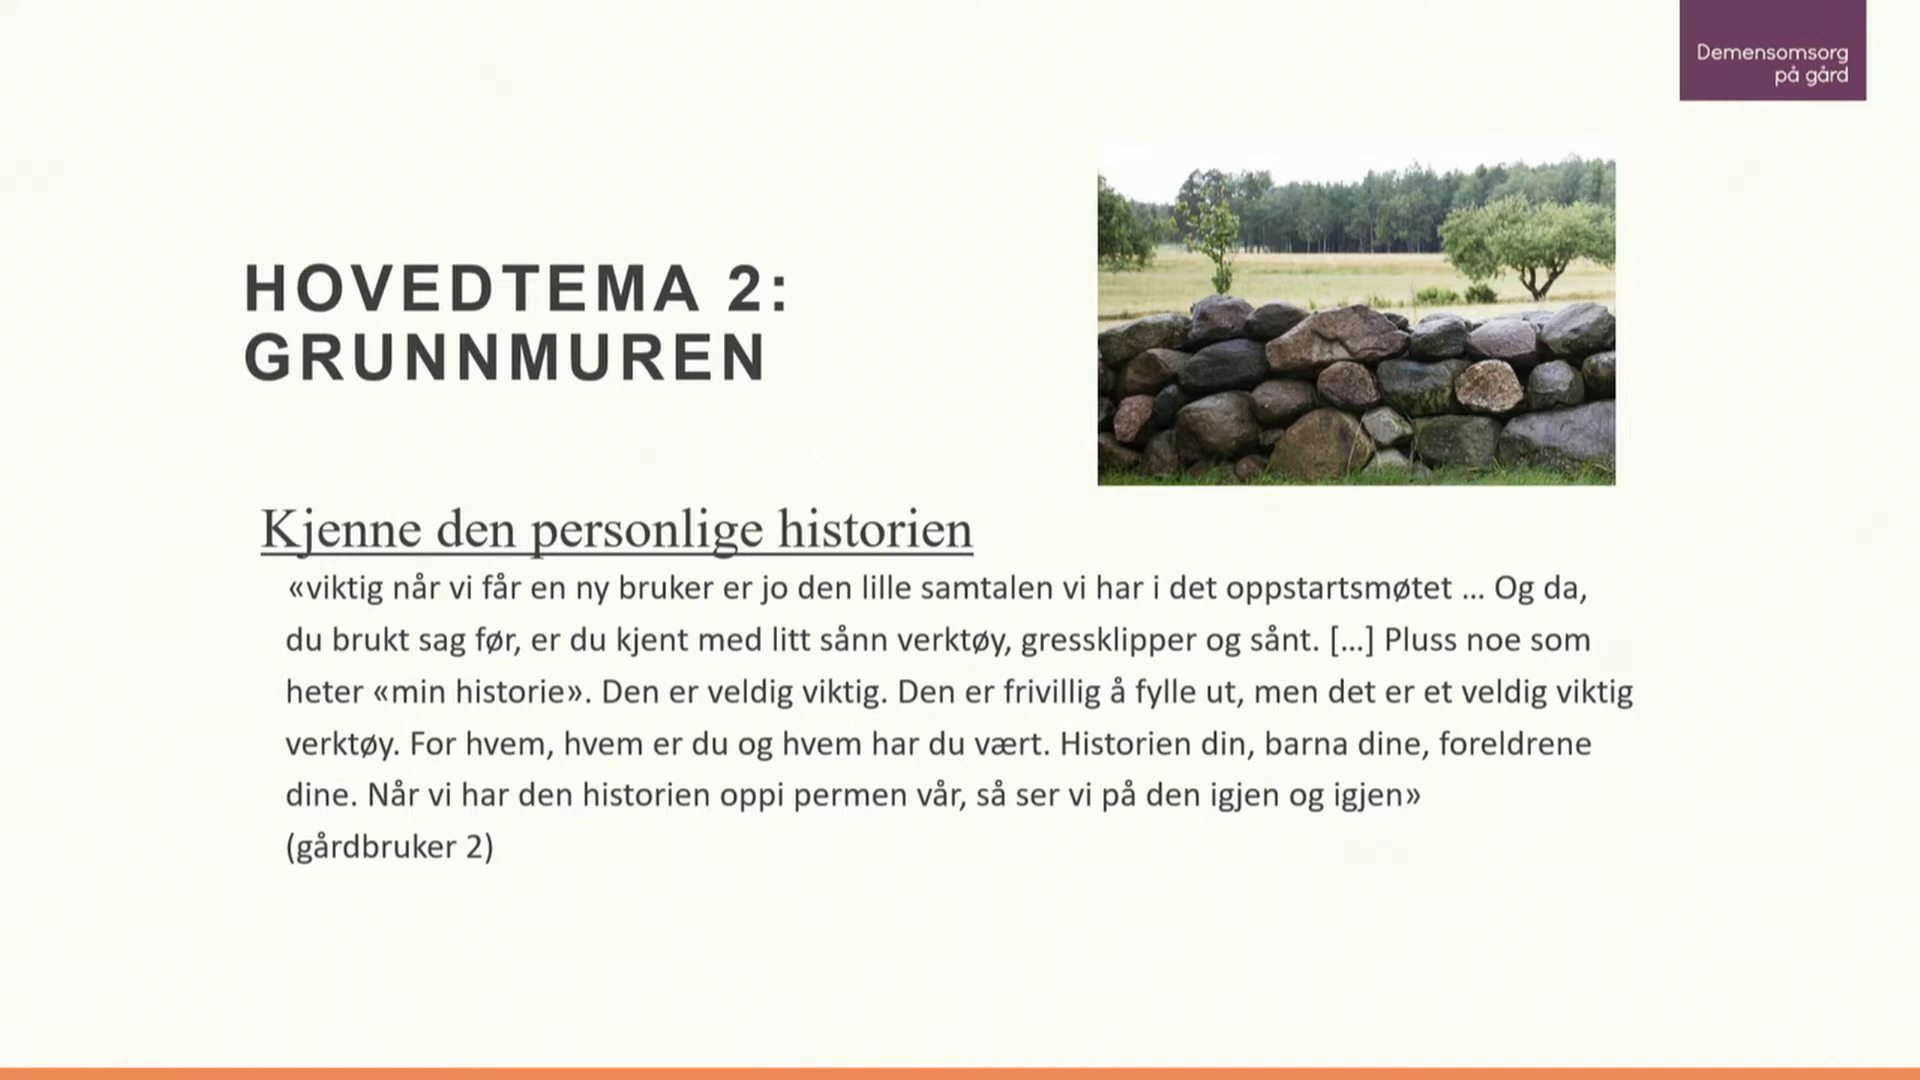 Demensomsorg
på gård
HOVEDTEMA 2:
GRUNNMUREN
Kjenne den personlige historien
«viktig når vi får en ny bruker er jo den lille samtalen vi har i det oppstartsmøtet ... Og da,
du brukt sag før, er du kjent med litt sånn verktøy, gressklipper og sånt. [...] Pluss noe som
heter «min historie». Den er veldig viktig. Den er frivillig å fylle ut, men det er et veldig viktig
verktøy. For hvem, hvem er du og hvem har du vært. Historien din, barna dine, foreldrene
dine. Når vi har den historien oppi permen vår, så ser vi på den igjen og igjen»
(gårdbruker 2)